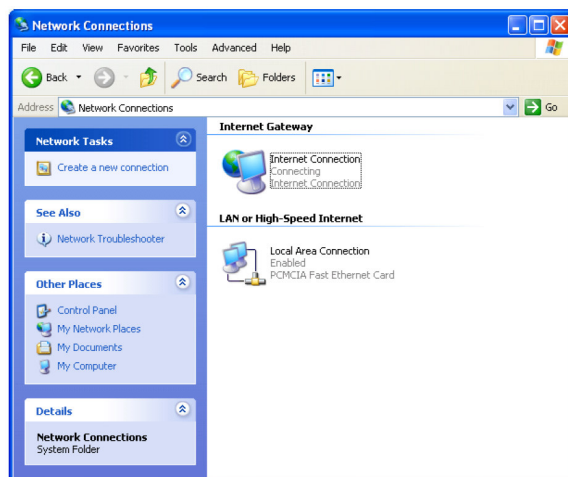 Network Connections
File Edit View Favorites Tools Advanced Help
Back Search Folders
Address Network Connections Go
Network Tasks
Create a new connection
See Also
Network Troubleshooter
Other Places
Control Panel
My Network Places
My Documents
My Computer
Details
Network Connections
System Folder
Internet Gateway
Internet Connection
Connecting
Internet Connection
LAN or High-Speed Internet
Local Area Connection
Enabled
PCMCIA Fast Ethernet Card